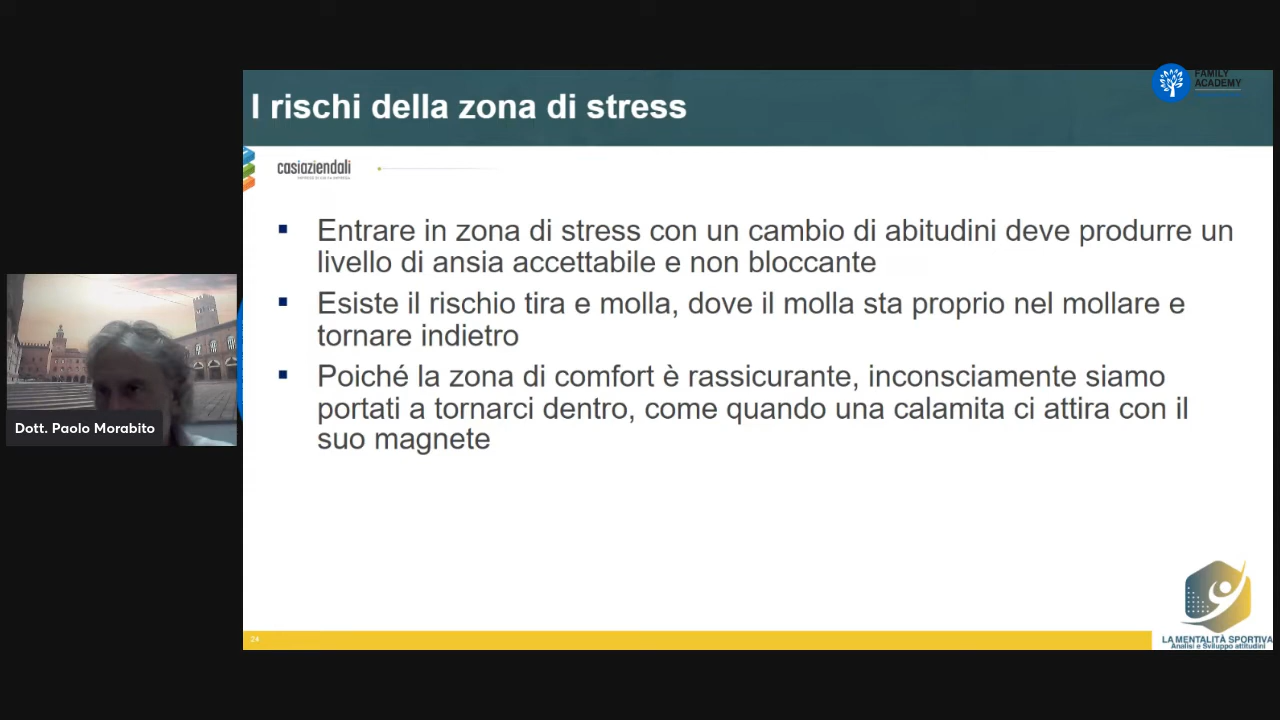 FAMILY
ACADEMY
I rischi della zona di stress
casiaziendali
Entrare in zona di stress con un cambio di abitudini deve produrre un
livello di ansia accettabile e non bloccante
Esiste il rischio tira e molla, dove il molla sta proprio nel mollare e
tornare indietro
Poiché la zona di comfort è rassicurante, inconsciamente siamo
portati a tornarci dentro, come quando una calamita ci attira con il
suo magnete
Dott. Paolo Morabito
24
LA MENTALITÀ SPORTIVA
Analisi e Sviluppo attitudini